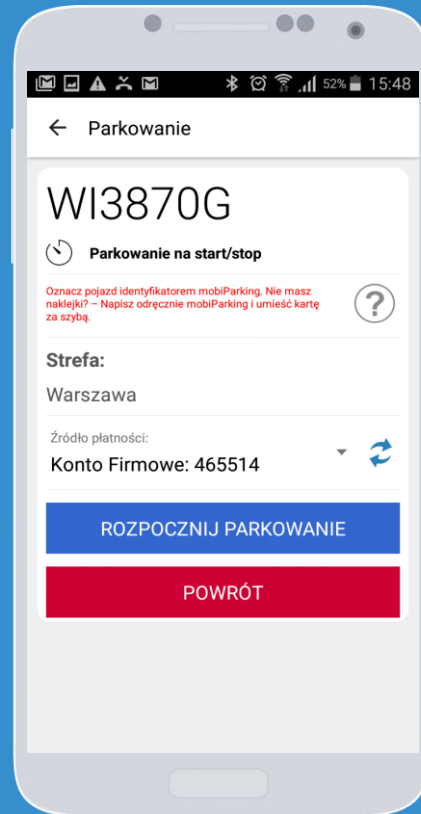 52% 15:48
Parkowanie
WI3870G
Parkowanie na start/stop
Oznacz pojazd identyfikatorem mobiParking. Nie masz
naklejki? – Napisz odręcznie mobiParking i umieść kartę
za szybą.
?
Strefa:
Warszawa
Źródło płatności:
Konto Firmowe: 465514
ROZPOCZNIJ PARKOWANIE
POWRÓT